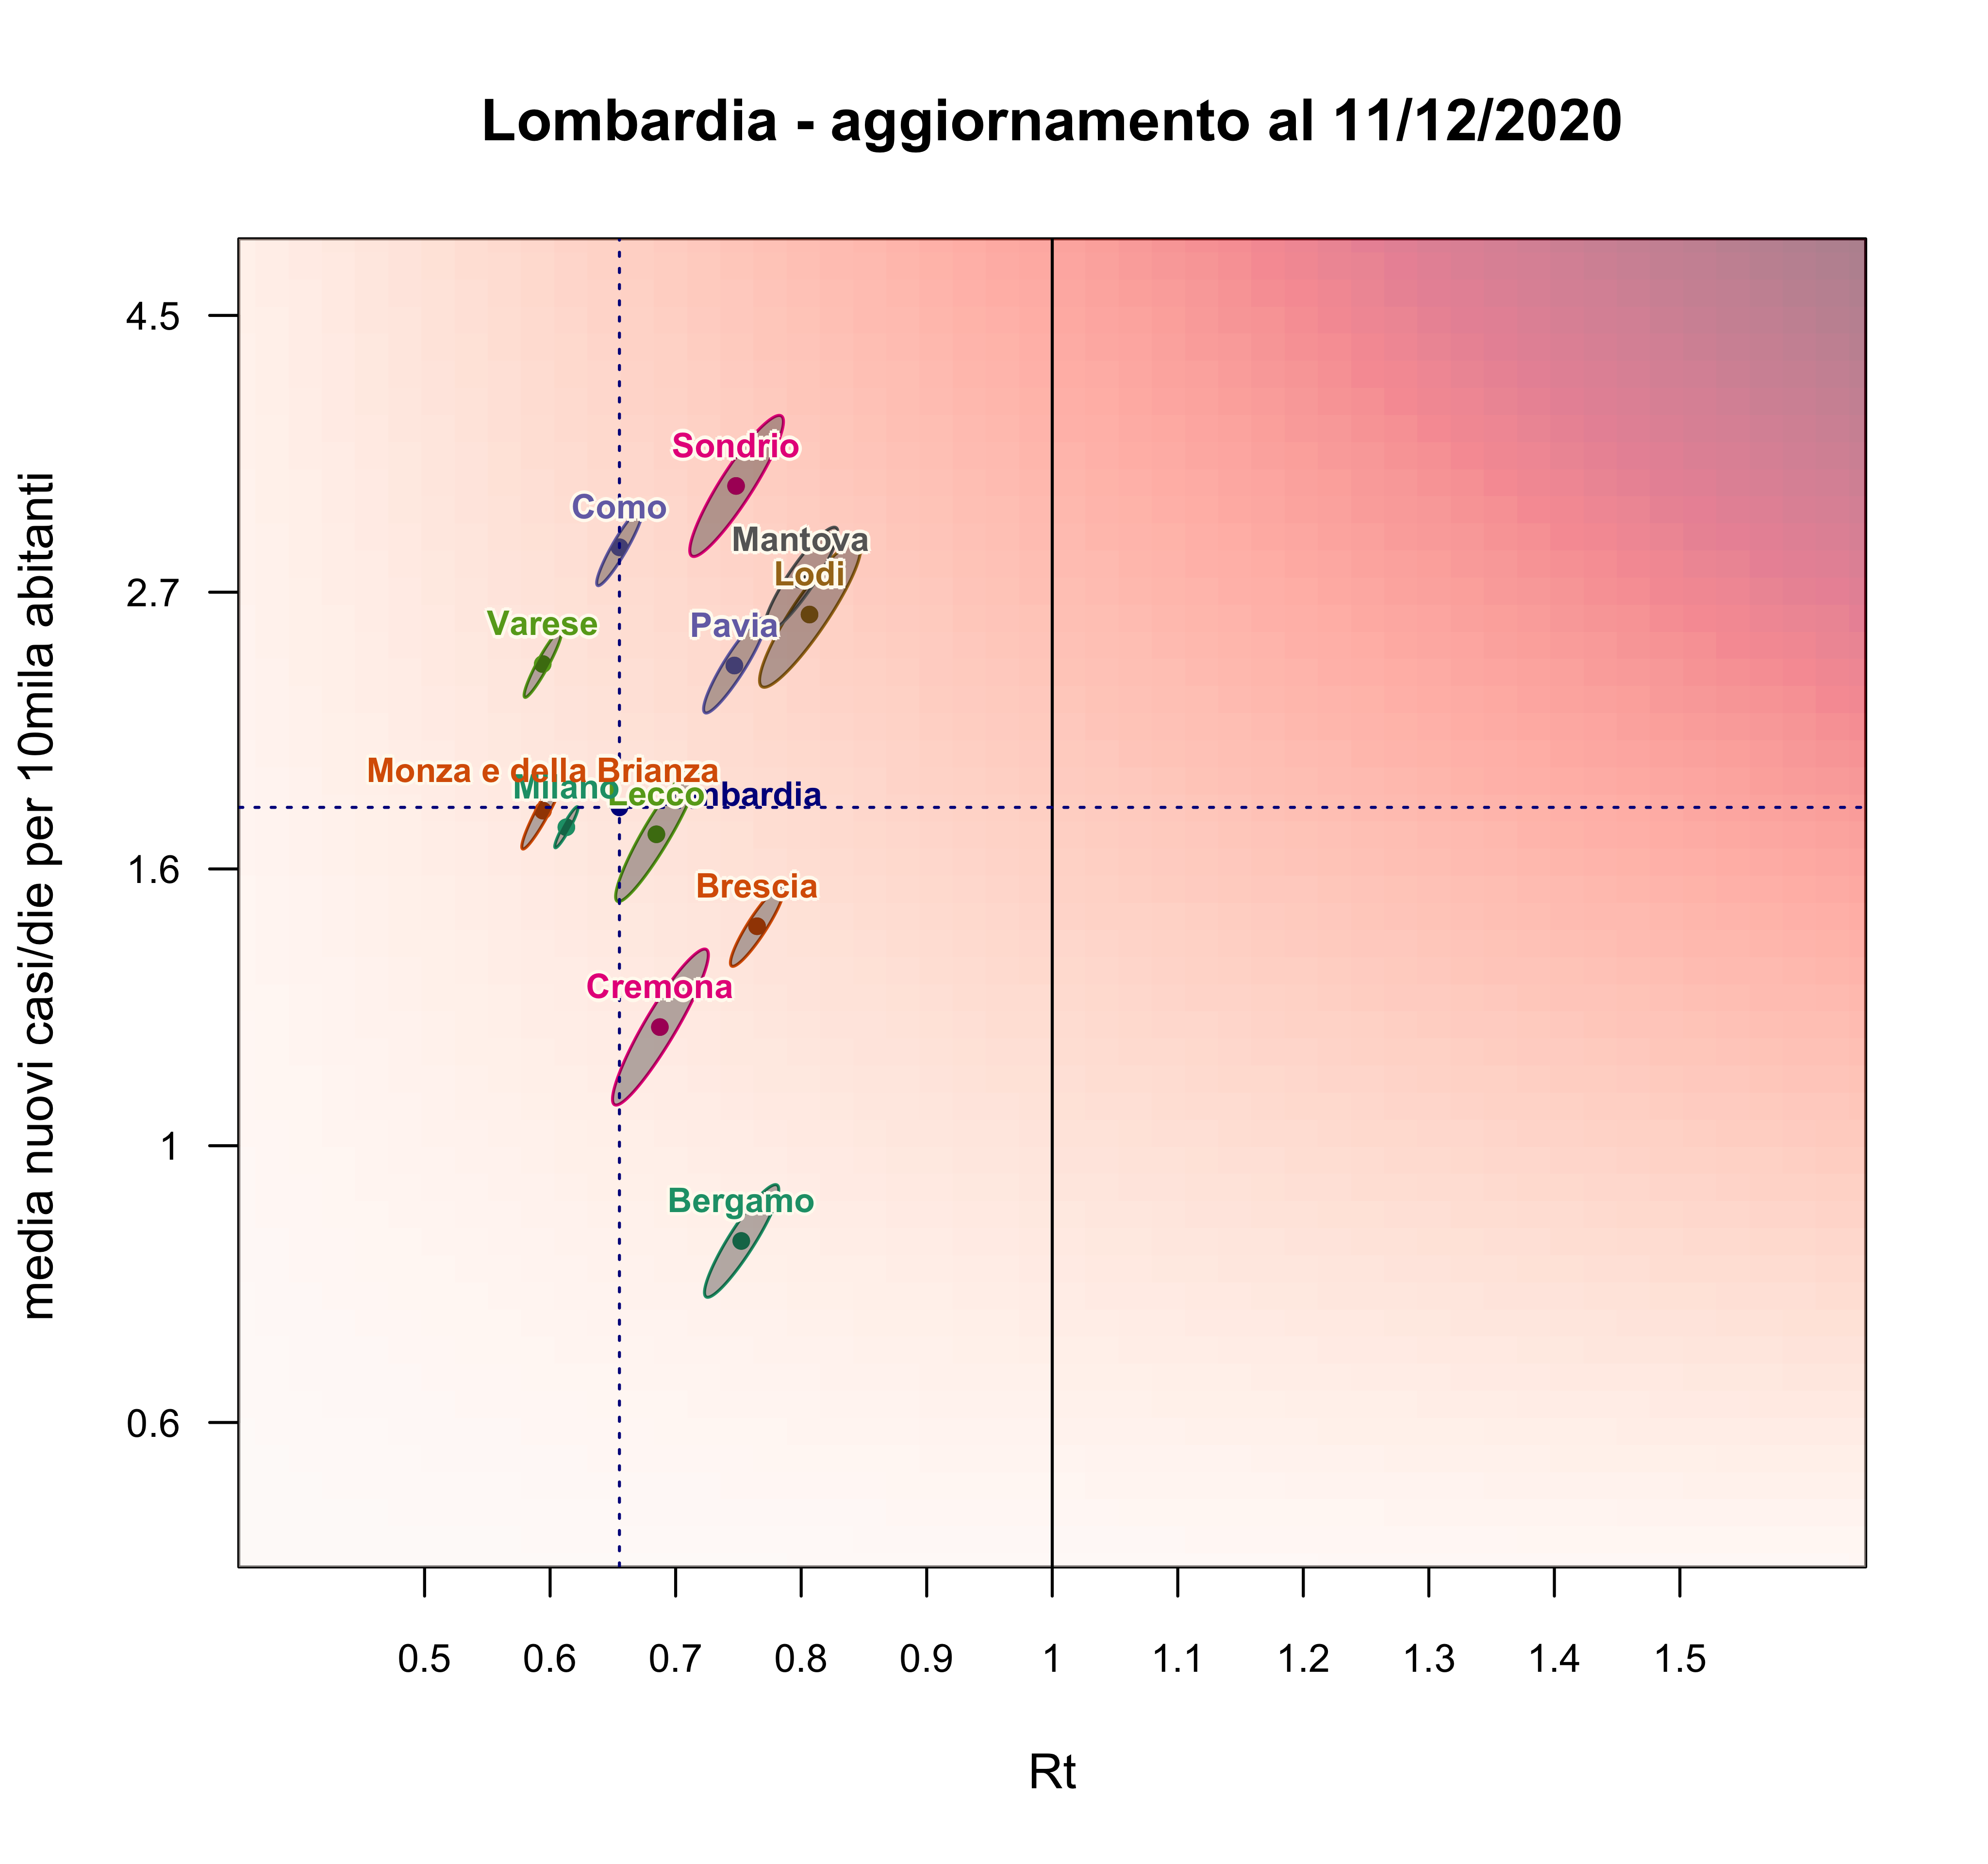 Lombardia - aggiornamento al 11/12/2020
media nuovi casi/die per 10mila abitanti
4.5
2.7
1.6
1
0.6
Sondrio
Como
Mantova
Lodi
Varese
Pavia
Monza e della Brianza
Milano
Lecco
mbardia
Brescia
Cremona
Bergamo
0.5 0.6 0.7 0.8 0.9 1 1.1 1.2 1.3 1.4 1.5
Rt